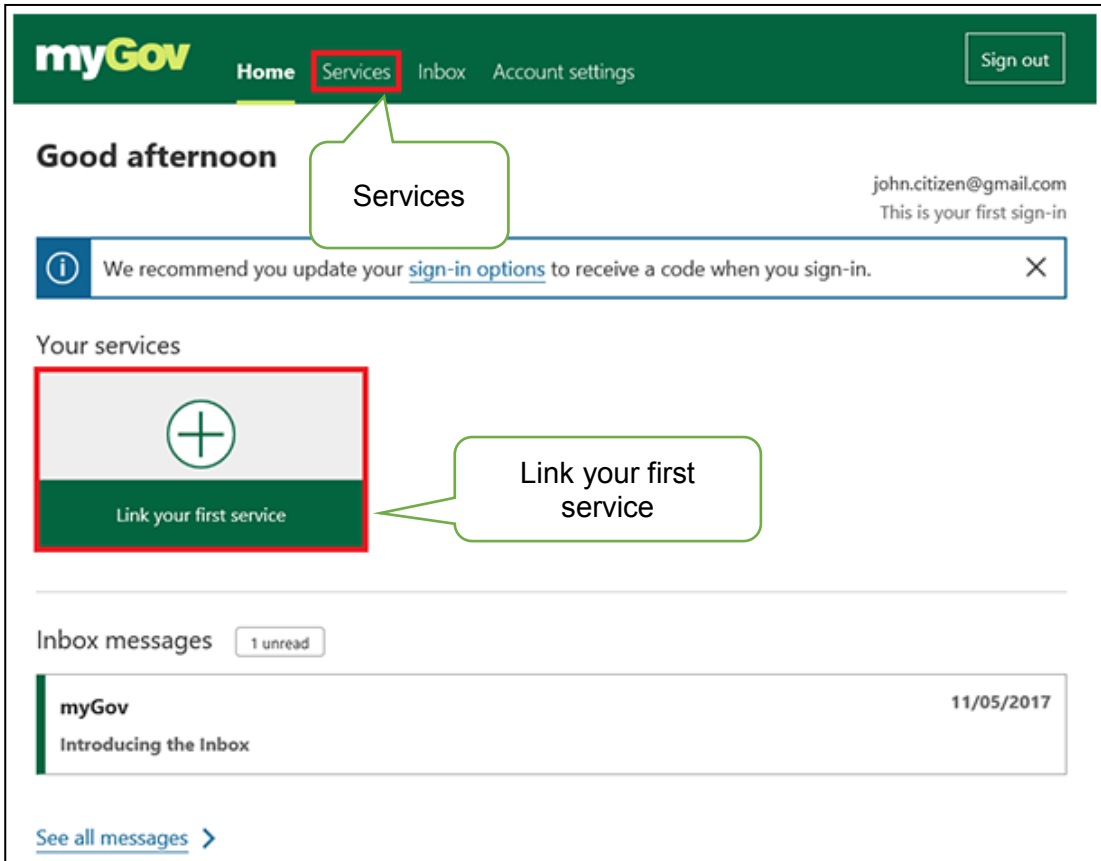 myGov
Home Services Inbox Account settings
Sign out
Good afternoon
Services
john.citizen@gmail.com
This is your first sign-in
We recommend you update your sign-in options to receive a code when you sign-in.
Your services
Link your first service
Link your first
service
Inbox messages 1 unread
myGov 11/05/2017
Introducing the Inbox
See all messages